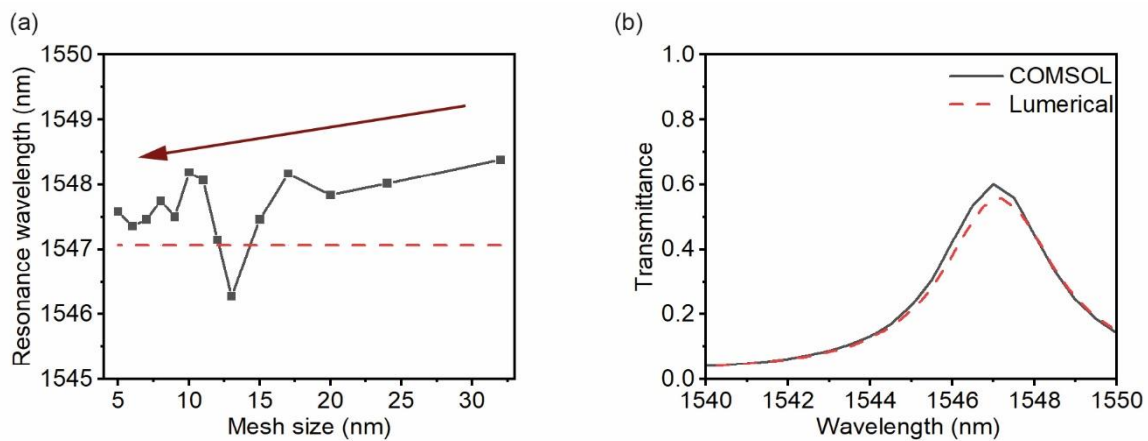 (a)
1550
1549
1548
1547
1546
1545
5 10 15 20 25 30
Mesh size (nm)
Resonance wavelength (nm)
(b)
COMSOL
Lumerical
1.0
0.8
0.6
0.4
0.2
0.0
1540 1542 1544 1546 1548 1550
Wavelength (nm)
Transmittance